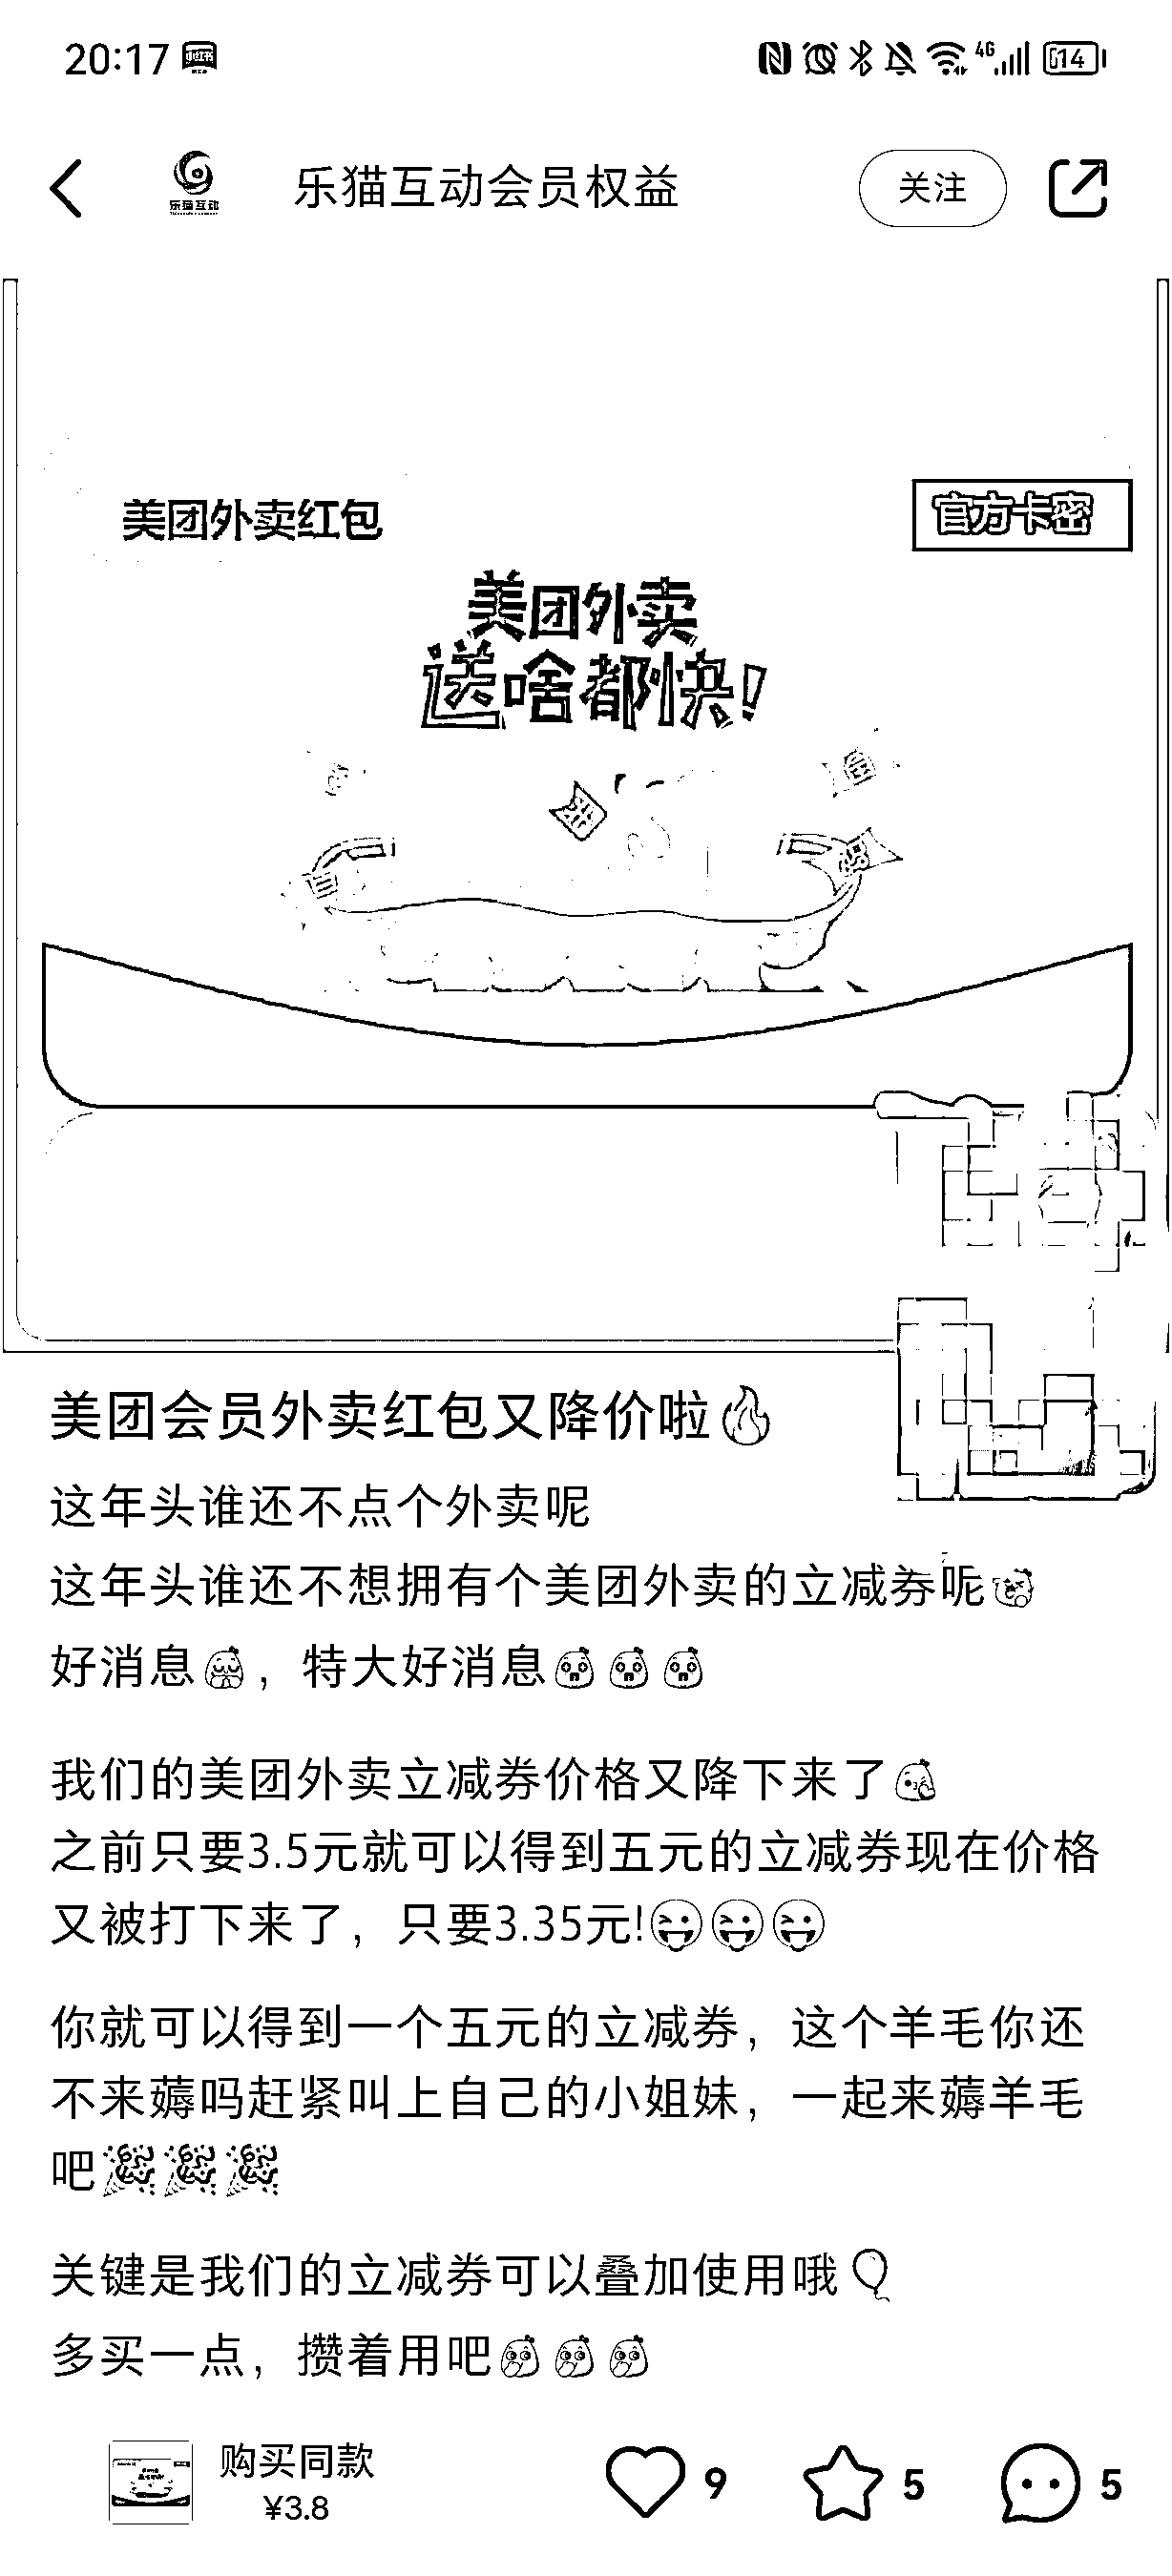 20:17
4G
14
乐猫互动
乐猫互动会员权益
关注
美团外卖红包
官方卡密
美团外卖
送啥都快!
美团会员外卖红包又降价啦🔥
这年头谁还不点个外卖呢
这年头谁还不想拥有个美团外卖的立减券呢
好消息，特大好消息
我们的美团外卖立减券价格又降下来了
之前只要3.5元就可以得到五元的立减券现在价格
又被打下来了，只要3.35元!😝😝😝
你就可以得到一个五元的立减券，这个羊毛你还
不来薅吗赶紧叫上自己的小姐妹，一起来薅羊毛
吧🎉🎉🎉
关键是我们的立减券可以叠加使用哦🎈
多买一点，攒着用吧
购买同款
¥3.8
9
5
5